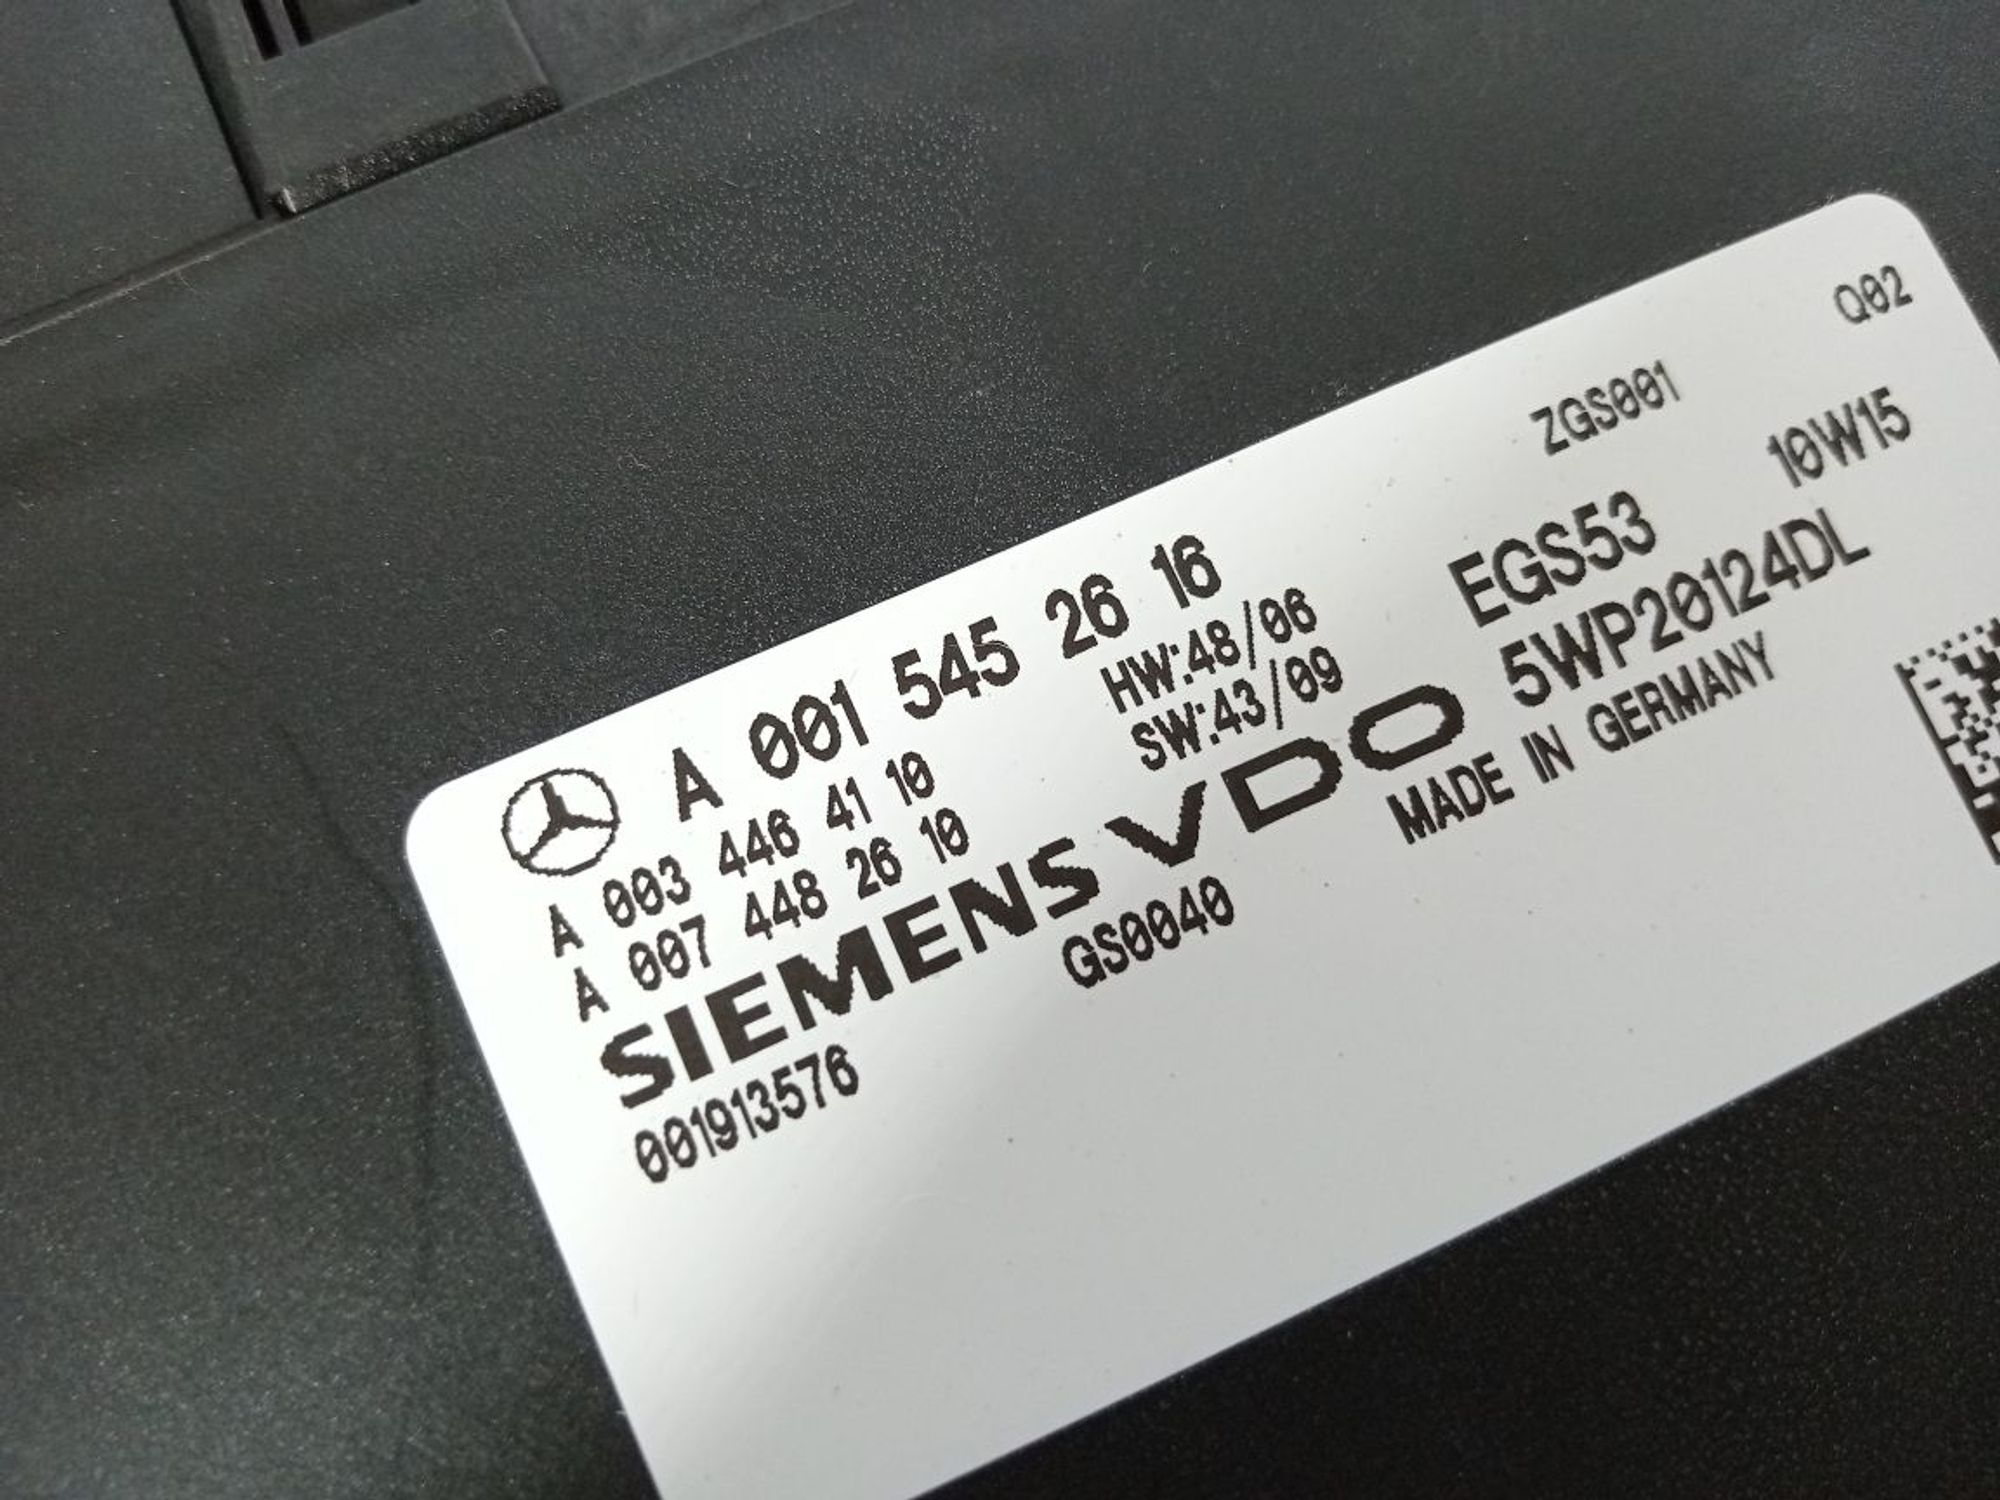 Q02
ZGS001
10W15
A 001 545 26 16
EGS53
HW:48/06
A 003 446 41 10
SW:43/09
5WP20124DL
A 007 448 26 10
SIEMENS VDO
MADE IN GERMANY
001913576
GS0040